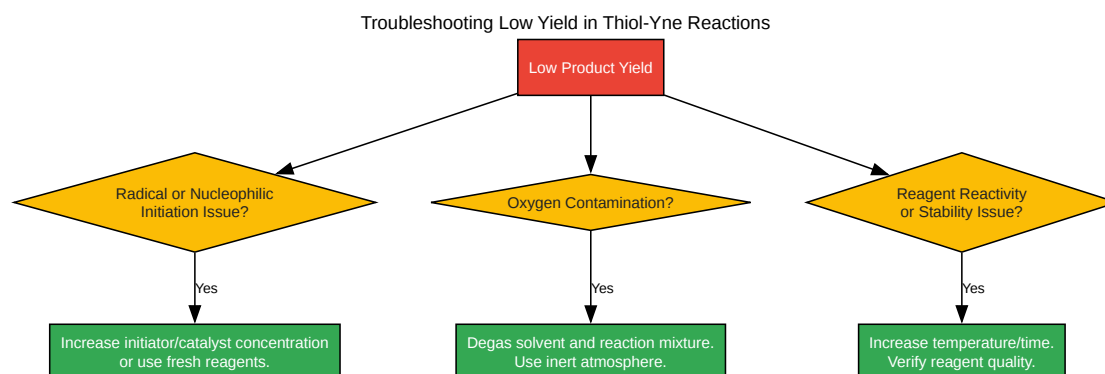 Troubleshooting Low Yield in Thiol-Yne Reactions
Low Product Yield
Radical or Nucleophilic
Initiation Issue?
Oxygen Contamination?
Reagent Reactivity
or Stability Issue?
Yes
Yes
Yes
Increase initiator/catalyst concentration
or use fresh reagents.
Degas solvent and reaction mixture.
Use inert atmosphere.
Increase temperature/time.
Verify reagent quality.